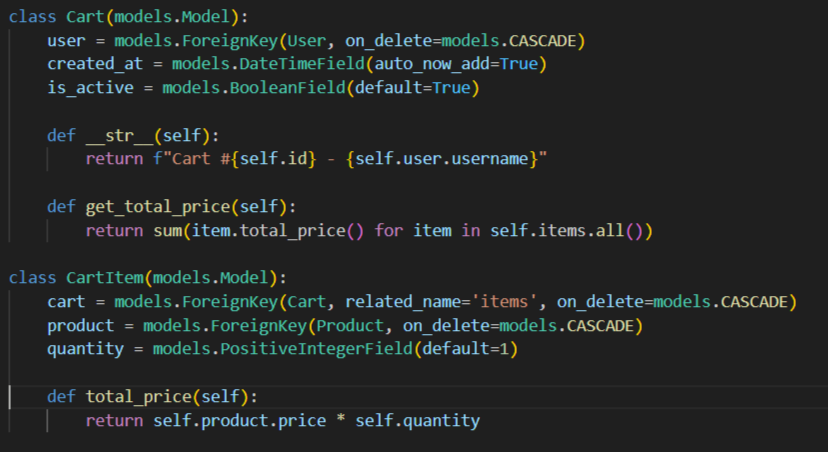 class Cart(models.Model):
    user = models.ForeignKey(User, on_delete=models.CASCADE)
    created_at = models.DateTimeField(auto_now_add=True)
    is_active = models.BooleanField(default=True)

    def __str__(self):
        return f"Cart #{self.id} - {self.user.username}"

    def get_total_price(self):
        return sum(item.total_price() for item in self.items.all())

class CartItem(models.Model):
    cart = models.ForeignKey(Cart, related_name='items', on_delete=models.CASCADE)
    product = models.ForeignKey(Product, on_delete=models.CASCADE)
    quantity = models.PositiveIntegerField(default=1)

    def total_price(self):
        return self.product.price * self.quantity